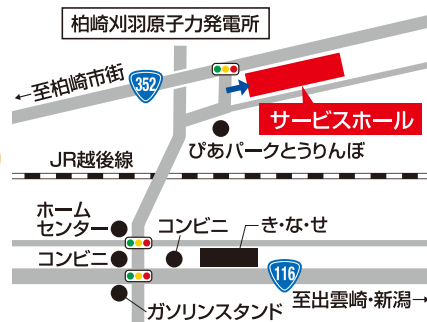 柏崎刈羽原子力発電所
←至柏崎市街
352
サービスホール
ぴあパークとうりんぼ
JR越後線
ホーム
センター
コンビニ
き・な・せ
コンビニ
116
至出雲崎・新潟→
ガソリンスタンド